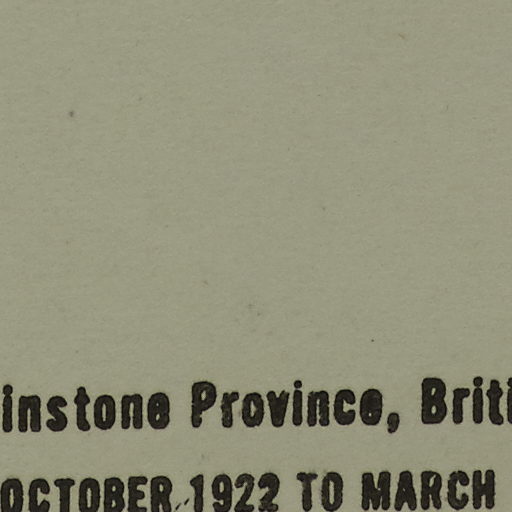 instone Province, Briti
OCTOBER 1922 TO MARCH